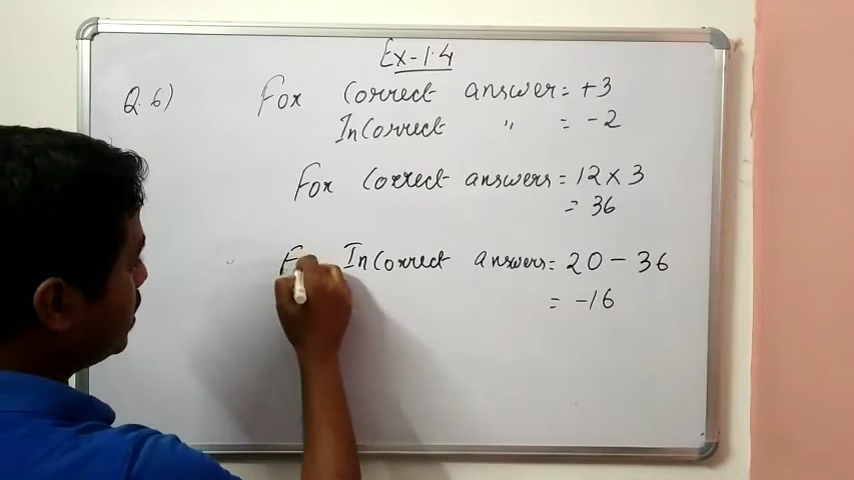 Ex-1.4
Q.6) For Correct answer = +3
InCorrect " = -2
For Correct answers = 12 x 3
= 36
InCorrect answers = 20 - 36
= -16